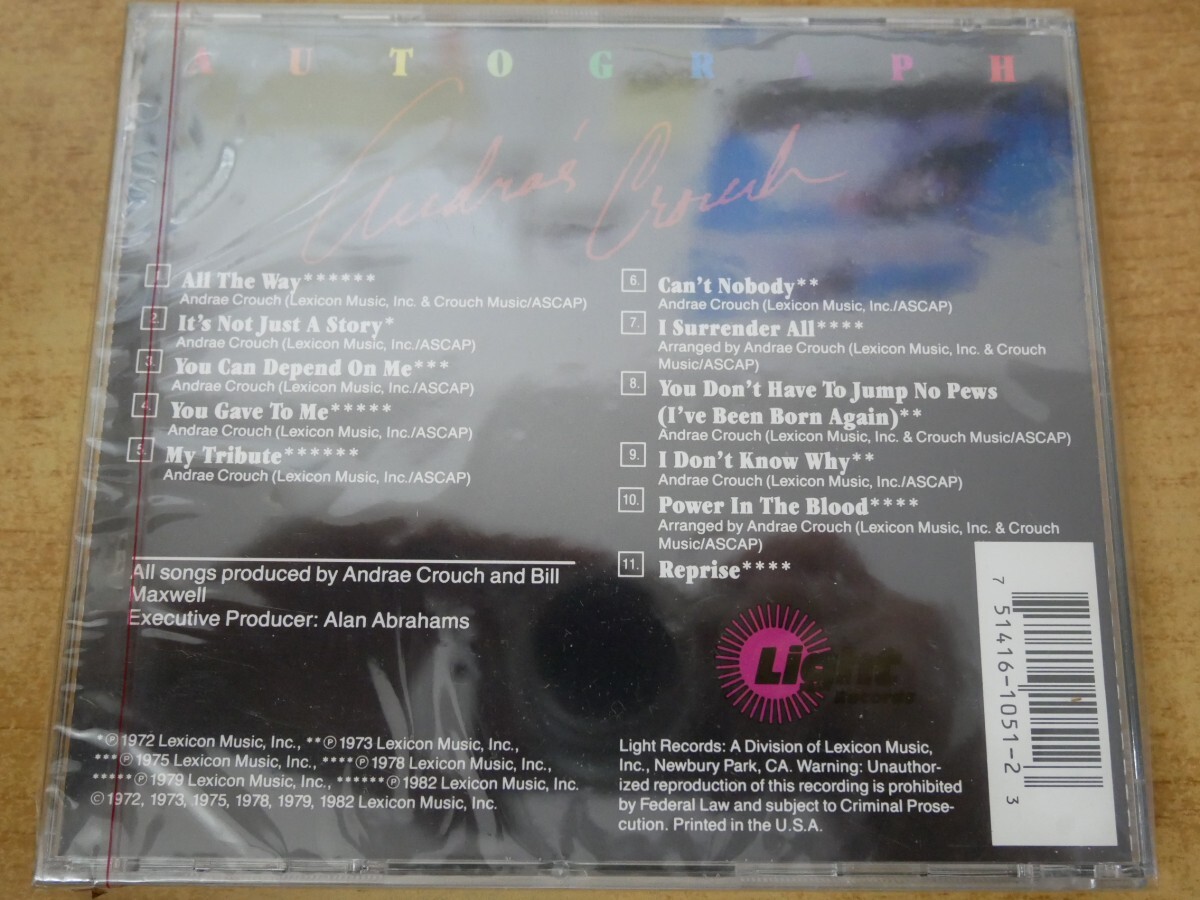 AUTOGRAPH
Andraé Crouch
1. All The Way******
Andrae Crouch (Lexicon Music, Inc. & Crouch Music/ASCAP)
2. It's Not Just A Story*
Andrae Crouch (Lexicon Music, Inc./ASCAP)
3. You Can Depend On Me***
Andrae Crouch (Lexicon Music, Inc./ASCAP)
4. You Gave To Me*****
Andrae Crouch (Lexicon Music, Inc./ASCAP)
5. My Tribute******
Andrae Crouch (Lexicon Music, Inc./ASCAP)
6. Can't Nobody**
Andrae Crouch (Lexicon Music, Inc./ASCAP)
7. I Surrender All****
Arranged by Andrae Crouch (Lexicon Music, Inc. & Crouch
Music/ASCAP)
8. You Don't Have To Jump No Pews
(I've Been Born Again)**
Andrae Crouch (Lexicon Music, Inc. & Crouch Music/ASCAP)
9. I Don't Know Why**
Andrae Crouch (Lexicon Music, Inc./ASCAP)
10. Power In The Blood****
Arranged by Andrae Crouch (Lexicon Music, Inc. & Crouch
Music/ASCAP)
11. Reprise****
All songs produced by Andrae Crouch and Bill
Maxwell
Executive Producer: Alan Abrahams
Light
Records
*℗1972 Lexicon Music, Inc., **℗1973 Lexicon Music, Inc.,
***℗1975 Lexicon Music, Inc., ****℗1978 Lexicon Music, Inc.,
*****℗1979 Lexicon Music, Inc., ******℗1982 Lexicon Music, Inc.
©1972, 1973, 1975, 1978, 1979, 1982 Lexicon Music, Inc.
Light Records: A Division of Lexicon Music,
Inc., Newbury Park, CA. Warning: Unauthor-
ized reproduction of this recording is prohibited
by Federal Law and subject to Criminal Prose-
cution. Printed in the U.S.A.
7 51416-1051-2 3